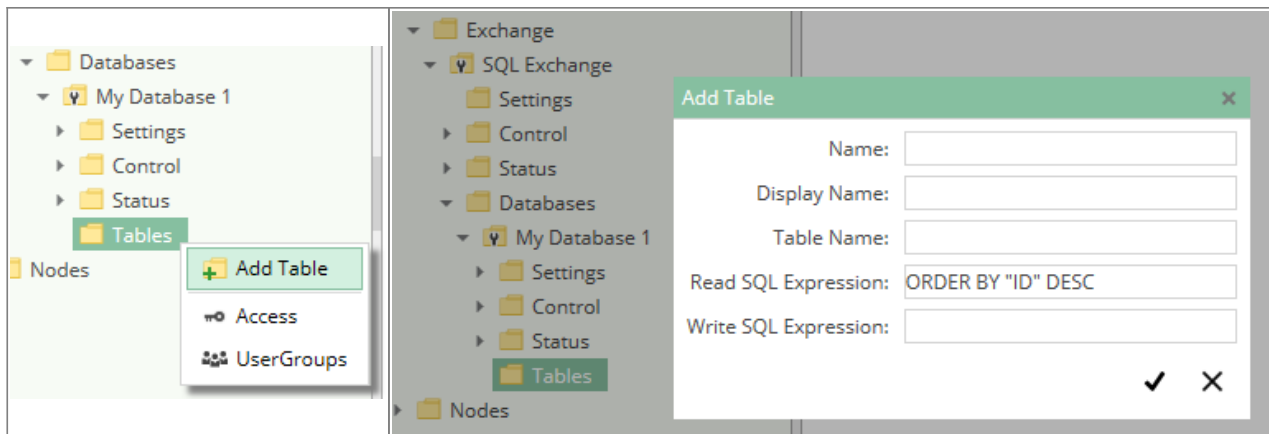 Databases
My Database 1
Settings
Control
Status
Tables
Nodes
Add Table
Access
UserGroups
Exchange
SQL Exchange
Settings
Control
Status
Databases
My Database 1
Settings
Control
Status
Tables
Nodes
Add Table
Name:
Display Name:
Table Name:
Read SQL Expression: ORDER BY "ID" DESC
Write SQL Expression: